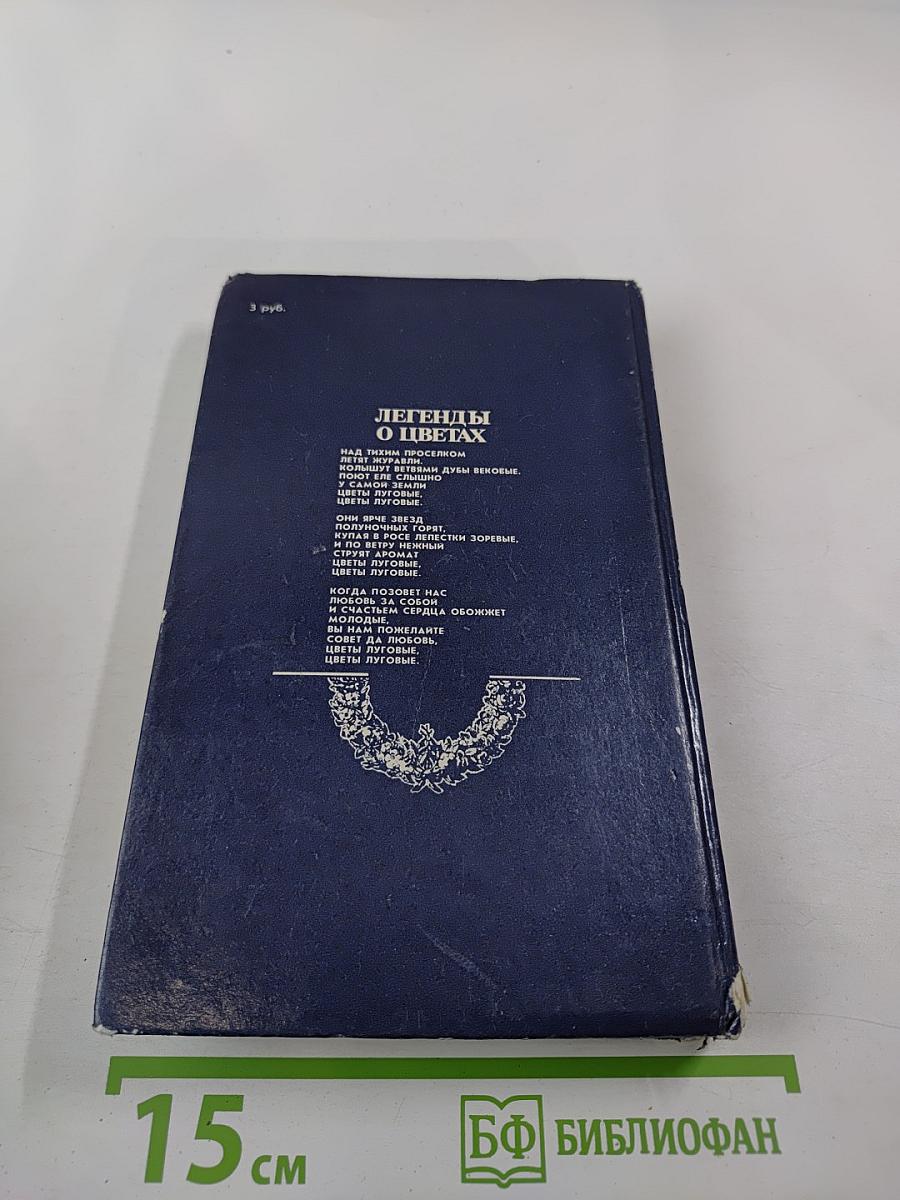 3 руб.
ЛЕГЕНДЫ
О ЦВЕТАХ
НАД ТИХИМ ПРОСЕЛКОМ
ЛЕТЯТ ЖУРАВЛИ.
КОЛЫШУТ ВЕТВЯМИ ДУБЫ ВЕКОВЫЕ.
ПОЮТ ЕЛЕ СЛЫШНО
У САМОЙ ЗЕМЛИ
ЦВЕТЫ ЛУГОВЫЕ,
ЦВЕТЫ ЛУГОВЫЕ.
ОНИ ЯРЧЕ ЗВЕЗД
ПОЛУНОЧНЫХ ГОРЯТ,
КУПАЯ В РОСЕ ЛЕПЕСТКИ ЗОРЕВЫЕ,
И ПО ВЕТРУ НЕЖНЫЙ
СТРУЯТ АРОМАТ
ЦВЕТЫ ЛУГОВЫЕ,
ЦВЕТЫ ЛУГОВЫЕ.
КОГДА ПОЗОВЕТ НАС
ЛЮБОВЬ ЗА СОБОЙ
И СЧАСТЬЕМ СЕРДЦА ОБОЖЖЕТ
МОЛОДЫЕ,
ВЫ НАМ ПОЖЕЛАЙТЕ
СОВЕТ ДА ЛЮБОВЬ,
ЦВЕТЫ ЛУГОВЫЕ,
ЦВЕТЫ ЛУГОВЫЕ.
15 см
БФ БИБЛИОФАН